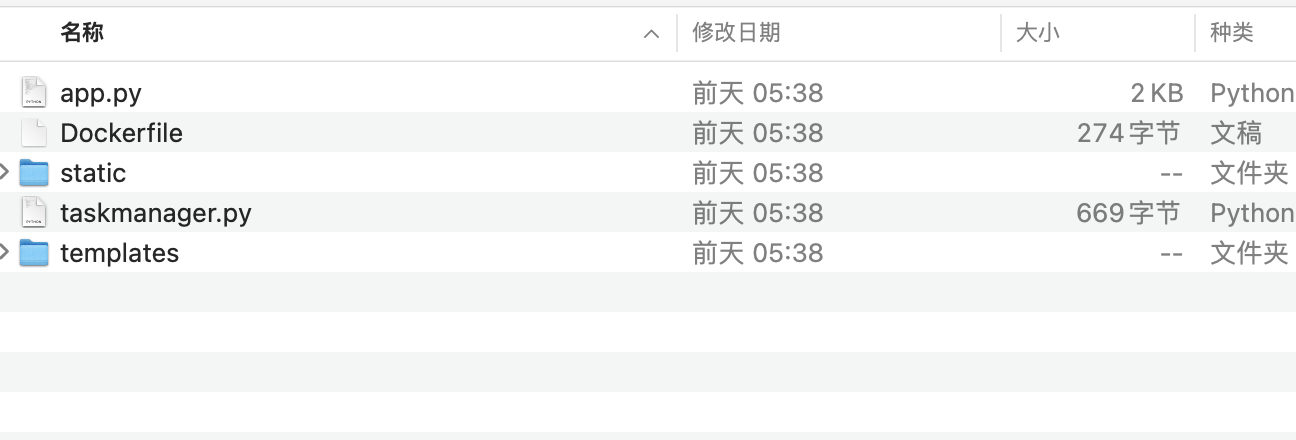 名称 修改日期 大小 种类
app.py 前天 05:38 2 KB Python
Dockerfile 前天 05:38 274字节 文稿
static 前天 05:38 -- 文件夹
taskmanager.py 前天 05:38 669字节 Python
templates 前天 05:38 -- 文件夹